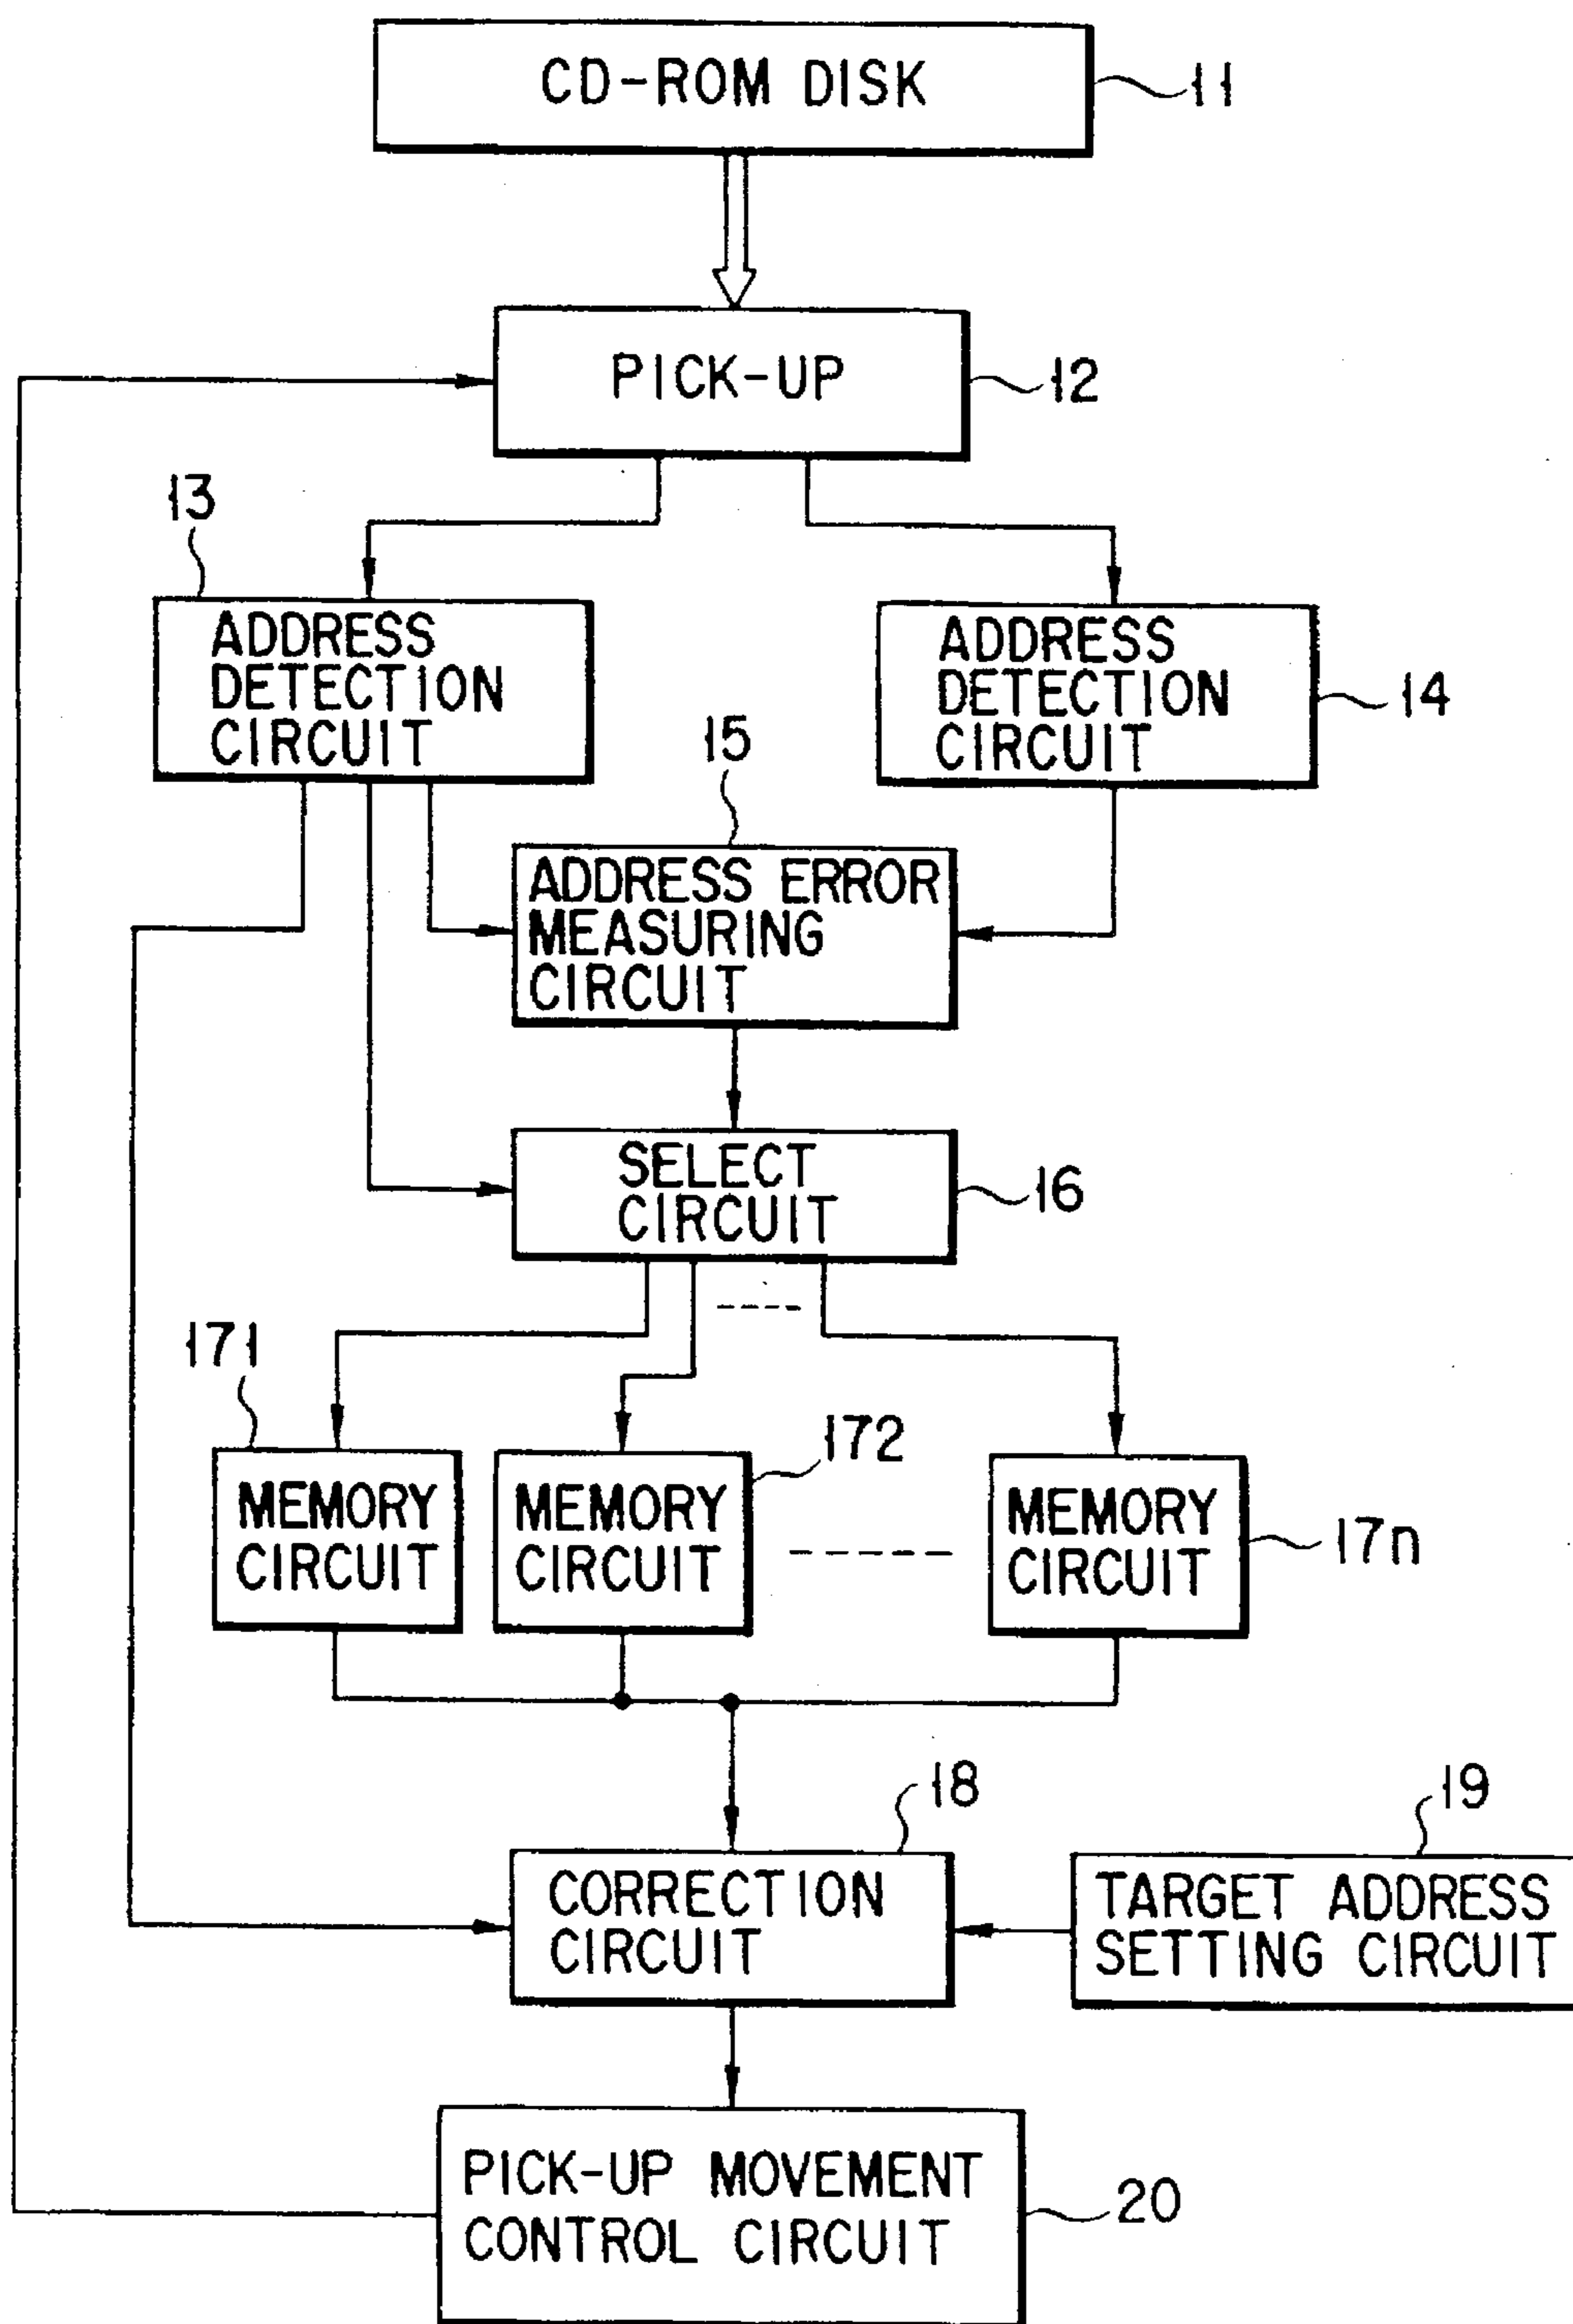 CD-ROM DISK
11
PICK-UP
12
13
ADDRESS
DETECTION
CIRCUIT
ADDRESS
DETECTION
CIRCUIT
14
15
ADDRESS ERROR
MEASURING
CIRCUIT
SELECT
CIRCUIT
16
171
MEMORY
CIRCUIT
172
MEMORY
CIRCUIT
MEMORY
CIRCUIT
17n
18
CORRECTION
CIRCUIT
19
TARGET ADDRESS
SETTING CIRCUIT
PICK-UP MOVEMENT
CONTROL CIRCUIT
20